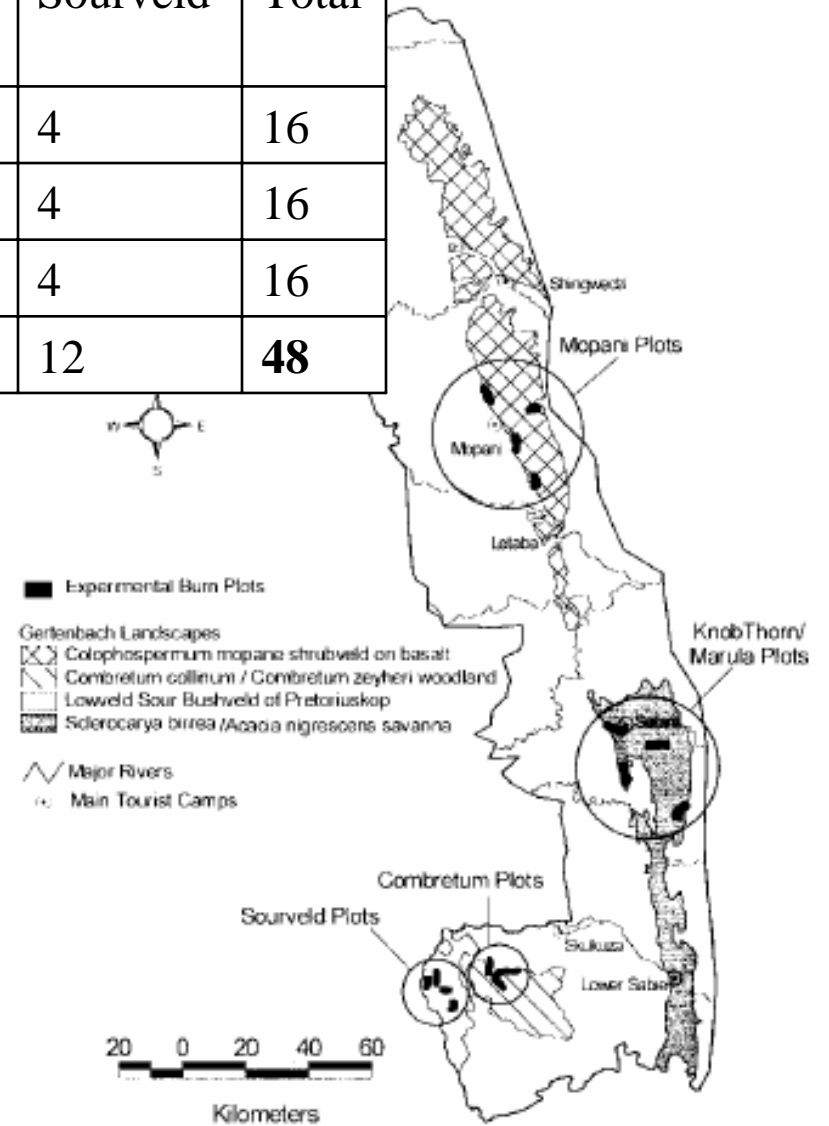 Sourveld Total
4 16
4 16
4 16
12 48
Shingwedzi
Mopani Plots
W E
S
Mopani
Letaba
Experimental Burn Plots
Gertenbach Landscapes
Colophospermum mopane shrubveld on basalt
Combretum collinum / Combretum zeyheri woodland
Lowveld Sour Bushveld of Pretoriuskop
Sclerocarya birrea /Acacia nigrescens savanna
Major Rivers
Main Tourist Camps
KnobThorn/
Marula Plots
Satara
Combretum Plots
Sourveld Plots
Skukuza
Lower Sabie
20 0 20 40 60
Kilometers